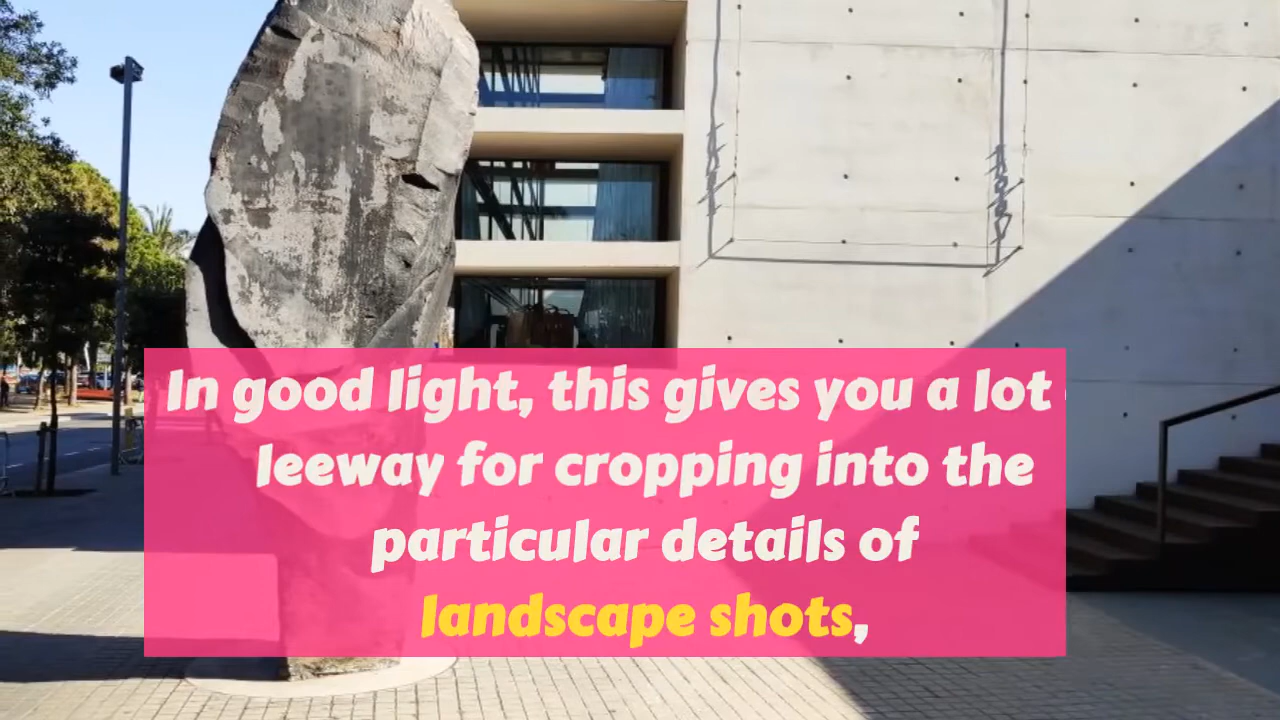 In good light, this gives you a lot
leeway for cropping into the
particular details of
landscape shots,